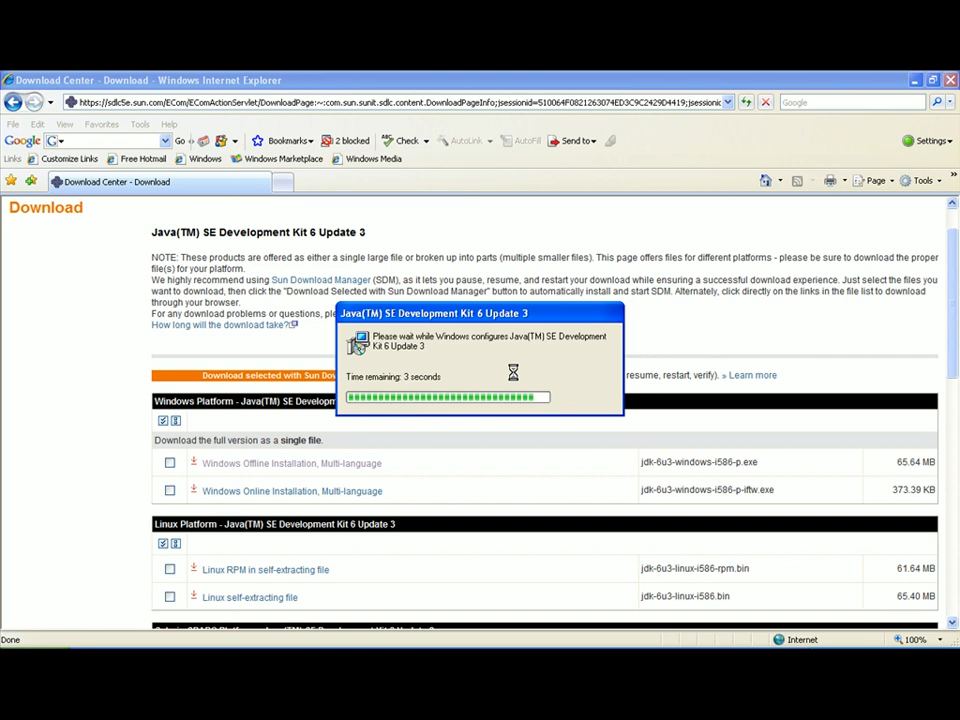 Download Center - Download - Windows Internet Explorer
https://sdlc5e.sun.com/ECom/EComActionServlet/DownloadPage:~:com.sun.sunit.sdlc.content.DownloadPageInfo;jsessionid=510064F0821263074ED3C9C2429D4419;jsessionic
Google
File Edit View Favorites Tools Help
Google G Go Bookmarks 2 blocked Check AutoLink AutoFill Send to Settings
Links Customize Links Free Hotmail Windows Windows Marketplace Windows Media
Download Center - Download
Page Tools »
Download
Java(TM) SE Development Kit 6 Update 3
NOTE: These products are offered as either a single large file or broken up into parts (multiple smaller files). This page offers files for different platforms - please be sure to download the proper
file(s) for your platform.
We highly recommend using Sun Download Manager (SDM), as it lets you pause, resume, and restart your download while ensuring a successful download experience. Just select the files you
want to download, then click the "Download Selected with Sun Download Manager" button to automatically install and start SDM. Alternately, click directly on the links in the file list to download
through your browser.
For any download problems or questions, ple
How long will the download take?
Java(TM) SE Development Kit 6 Update 3
Please wait while Windows configures Java(TM) SE Development
Kit 6 Update 3
Time remaining: 3 seconds
Download selected with Sun Dow
resume, restart, verify). » Learn more
Windows Platform - Java(TM) SE Develop
Download the full version as a single file.
Windows Offline Installation, Multi-language jdk-6u3-windows-i586-p.exe 65.64 MB
Windows Online Installation, Multi-language jdk-6u3-windows-i586-p-iftw.exe 373.39 KB
Linux Platform - Java(TM) SE Development Kit 6 Update 3
Linux RPM in self-extracting file jdk-6u3-linux-i586-rpm.bin 61.64 MB
Linux self-extracting file jdk-6u3-linux-i586.bin 65.40 MB
Done Internet 100%